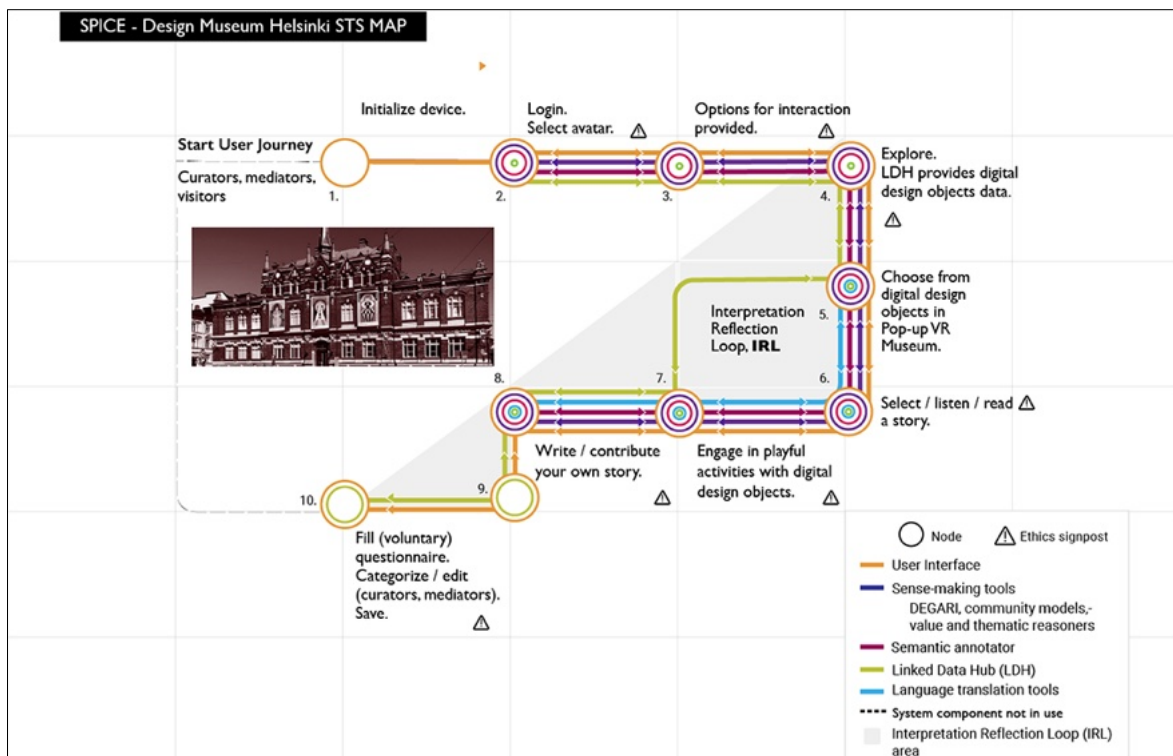 SPICE - Design Museum Helsinki STS MAP
Initialize device.
Login.
Select avatar.
Options for interaction
provided.
Start User Journey
Curators, mediators,
visitors
1.
2.
3.
4.
Explore.
LDH provides digital
design objects data.
Choose from
digital design
objects in
Pop-up VR
Museum.
5.
Interpretation
Reflection
Loop, IRL
6.
7.
8.
Select / listen / read
a story.
Write / contribute
your own story.
Engage in playful
activities with digital
design objects.
9.
10.
Fill (voluntary)
questionnaire.
Categorize / edit
(curators, mediators).
Save.
Node
Ethics signpost
User Interface
Sense-making tools
DEGARI, community models,-
value and thematic reasoners
Semantic annotator
Linked Data Hub (LDH)
Language translation tools
System component not in use
Interpretation Reflection Loop (IRL)
area